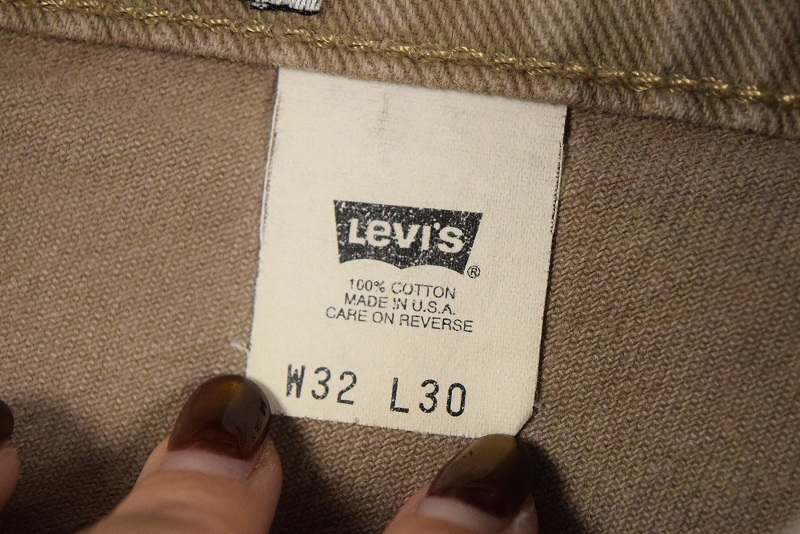 Levi's®
100% COTTON
MADE IN U.S.A.
CARE ON REVERSE
W32 L30